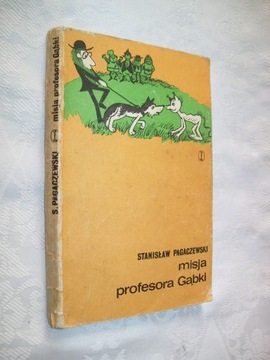 S. PAGACZEWSKI misja profesora Gąbki
STANISŁAW PAGACZEWSKI
misja
profesora Gąbki